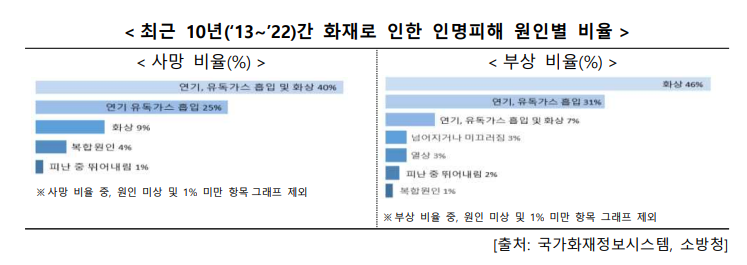 < 최근 10년(‘13~’22)간 화재로 인한 인명피해 원인별 비율 >
< 사망 비율(%) >
연기, 유독가스 흡입 및 화상 40%
연기 유독가스 흡입 25%
화상 9%
복합원인 4%
피난 중 뛰어내림 1%
※ 사망 비율 중, 원인 미상 및 1% 미만 항목 그래프 제외
< 부상 비율(%) >
화상 46%
연기, 유독가스 흡입 31%
연기, 유독가스 흡입 및 화상 7%
넘어지거나 미끄러짐 3%
열상 3%
피난 중 뛰어내림 2%
복합원인 1%
※ 부상 비율 중, 원인 미상 및 1% 미만 항목 그래프 제외
[출처: 국가화재정보시스템, 소방청]